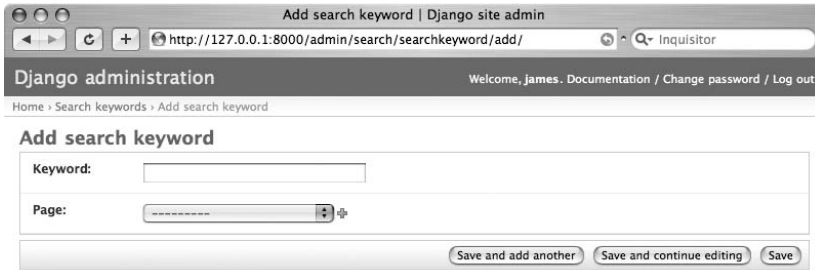 Add search keyword | Django site admin
http://127.0.0.1:8000/admin/search/searchkeyword/add/
Inquisitor
Django administration
Welcome, james. Documentation / Change password / Log out
Home › Search keywords › Add search keyword
Add search keyword
Keyword:
Page:
---------
Save and add another
Save and continue editing
Save